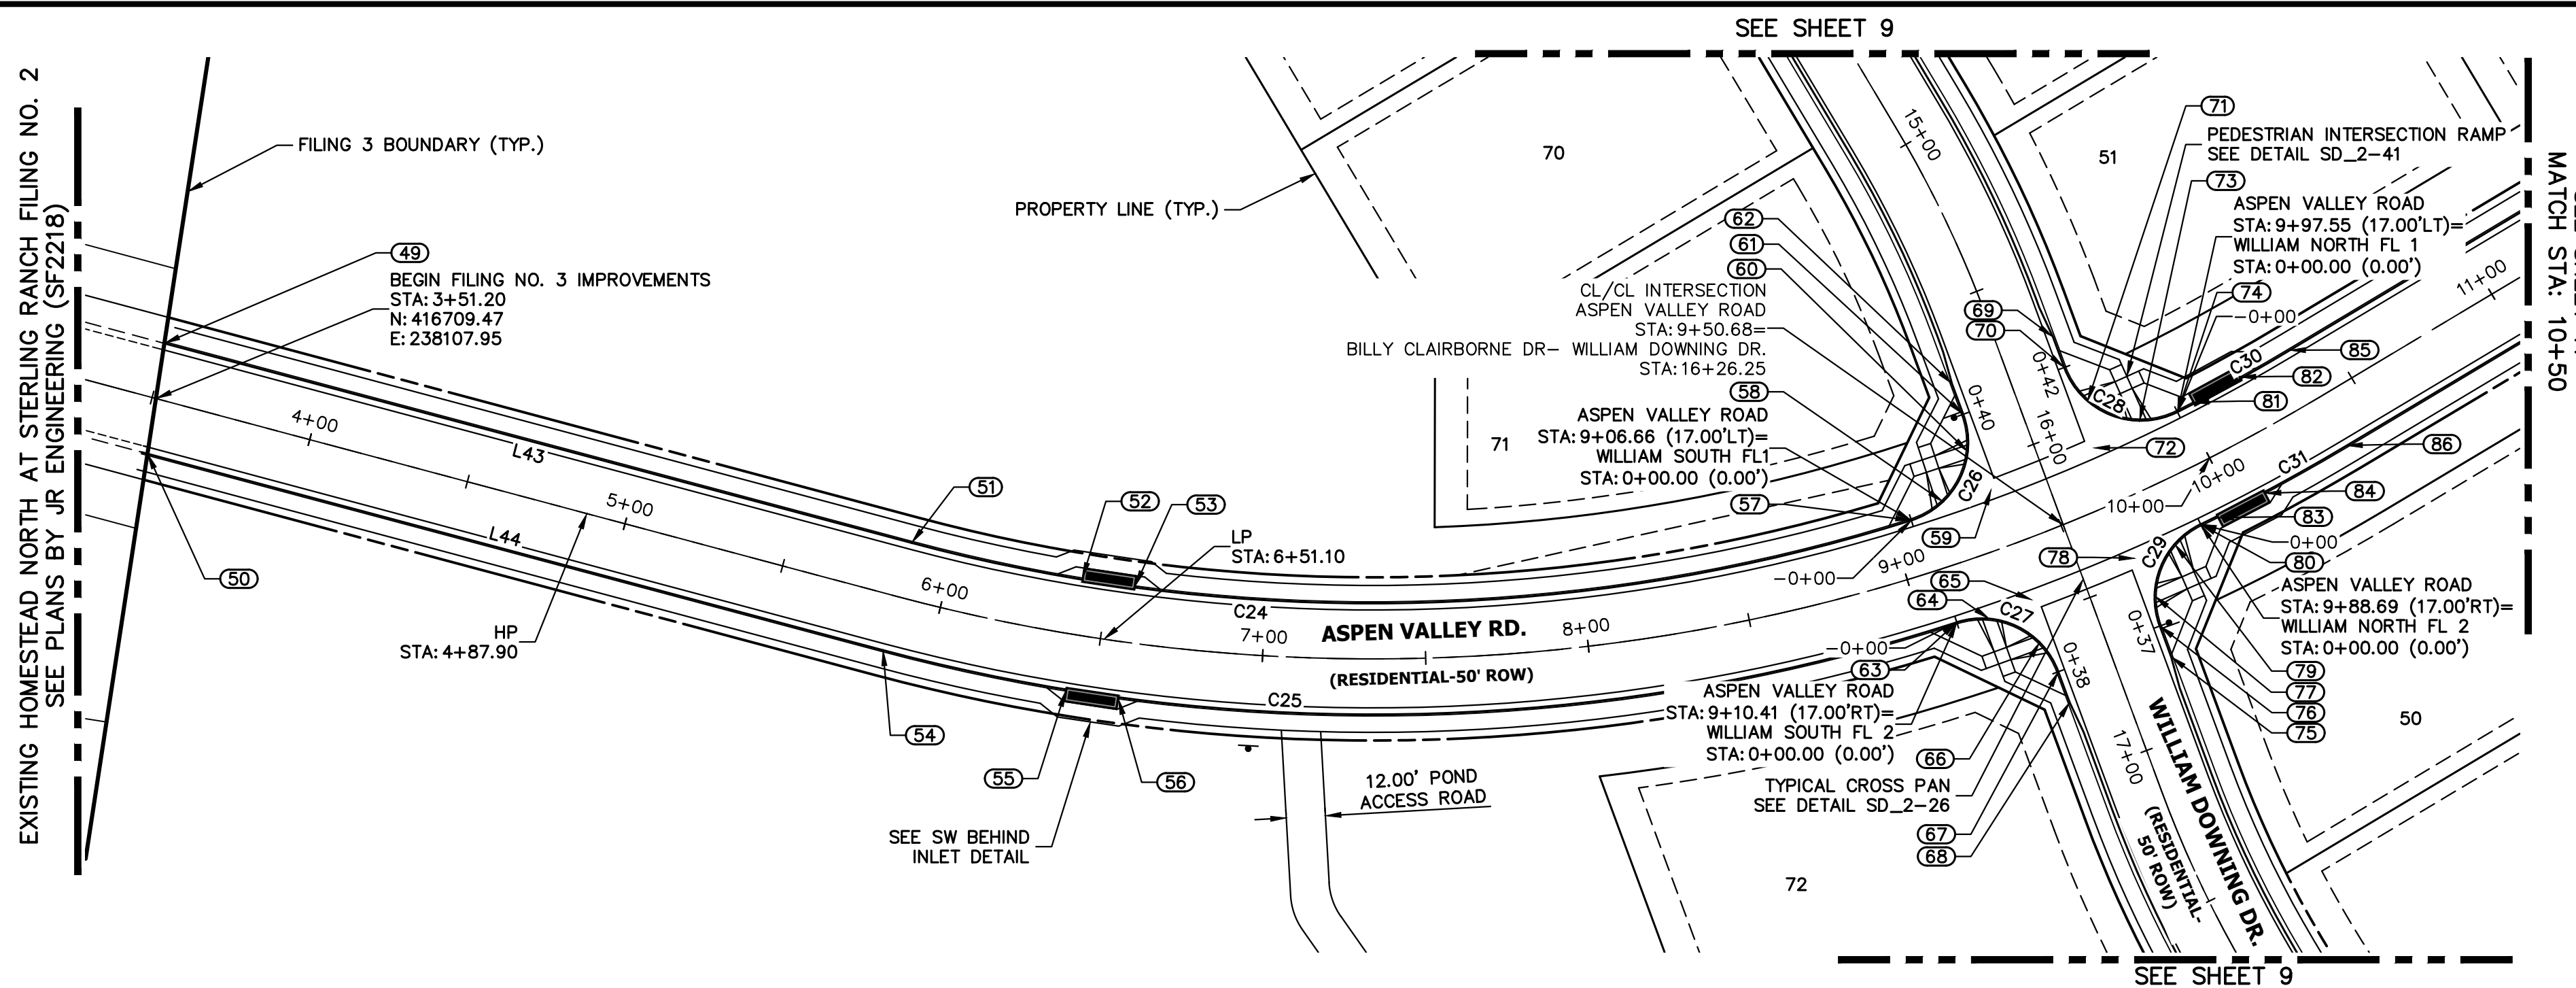 SEE SHEET 9
EXISTING HOMESTEAD NORTH AT STERLING RANCH FILING NO. 2
SEE PLANS BY JR ENGINEERING (SF2218)
FILING 3 BOUNDARY (TYP.)
49
BEGIN FILING NO. 3 IMPROVEMENTS
STA: 3+51.20
N: 416709.47
E: 238107.95
4+00
L43
5+00
L44
50
HP
STA: 4+87.90
51
52
53
6+00
54
55
56
SEE SW BEHIND
INLET DETAIL
LP
STA: 6+51.10
C24
7+00
ASPEN VALLEY RD.
8+00
(RESIDENTIAL-50' ROW)
C25
12.00' POND
ACCESS ROAD
PROPERTY LINE (TYP.)
70
71
72
62
61
60
CL/CL INTERSECTION
ASPEN VALLEY ROAD
STA: 9+50.68=
BILLY CLAIRBORNE DR- WILLIAM DOWNING DR.
STA: 16+26.25
58
ASPEN VALLEY ROAD
STA: 9+06.66 (17.00'LT)=
WILLIAM SOUTH FL1
STA: 0+00.00 (0.00')
57
C26
59
-0+00
9+00
65
64
C27
-0+00
63
ASPEN VALLEY ROAD
STA: 9+10.41 (17.00'RT)=
WILLIAM SOUTH FL 2
STA: 0+00.00 (0.00')
66
TYPICAL CROSS PAN
SEE DETAIL SD_2-26
67
68
15+00
69
70
0+40
0+42
16+00
51
71
PEDESTRIAN INTERSECTION RAMP
SEE DETAIL SD_2-41
73
ASPEN VALLEY ROAD
STA: 9+97.55 (17.00'LT)=
WILLIAM NORTH FL 1
STA: 0+00.00 (0.00')
74
-0+00
11+00
C28
C30
85
82
81
72
86
C31
10+00
10+00
84
83
0+00
80
78
C29
ASPEN VALLEY ROAD
STA: 9+88.69 (17.00'RT)=
WILLIAM NORTH FL 2
STA: 0+00.00 (0.00')
79
77
76
75
0+37
0+38
17+00
50
WILLIAM DOWNING DR.
(RESIDENTIAL-
50' ROW)
MATCH STA: 10+50
SEE SHEET 9